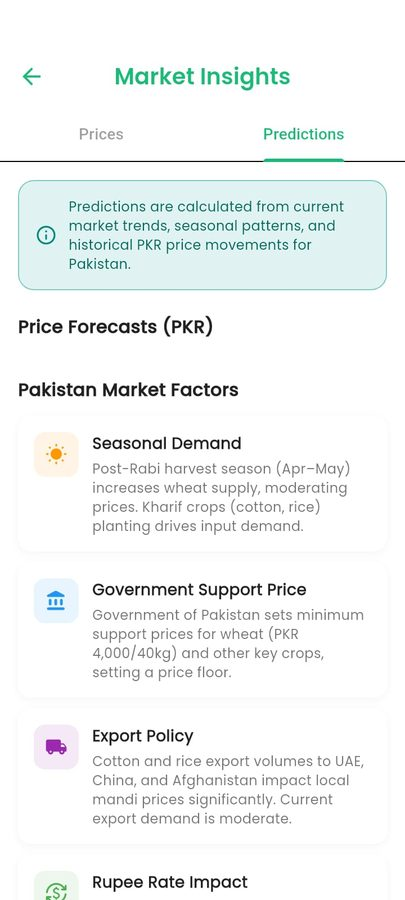 Market Insights
Prices
Predictions
Predictions are calculated from current
market trends, seasonal patterns, and
historical PKR price movements for
Pakistan.
Price Forecasts (PKR)
Pakistan Market Factors
Seasonal Demand
Post-Rabi harvest season (Apr–May)
increases wheat supply, moderating
prices. Kharif crops (cotton, rice)
planting drives input demand.
Government Support Price
Government of Pakistan sets minimum
support prices for wheat (PKR
4,000/40kg) and other key crops,
setting a price floor.
Export Policy
Cotton and rice export volumes to UAE,
China, and Afghanistan impact local
mandi prices significantly. Current
export demand is moderate.
Rupee Rate Impact